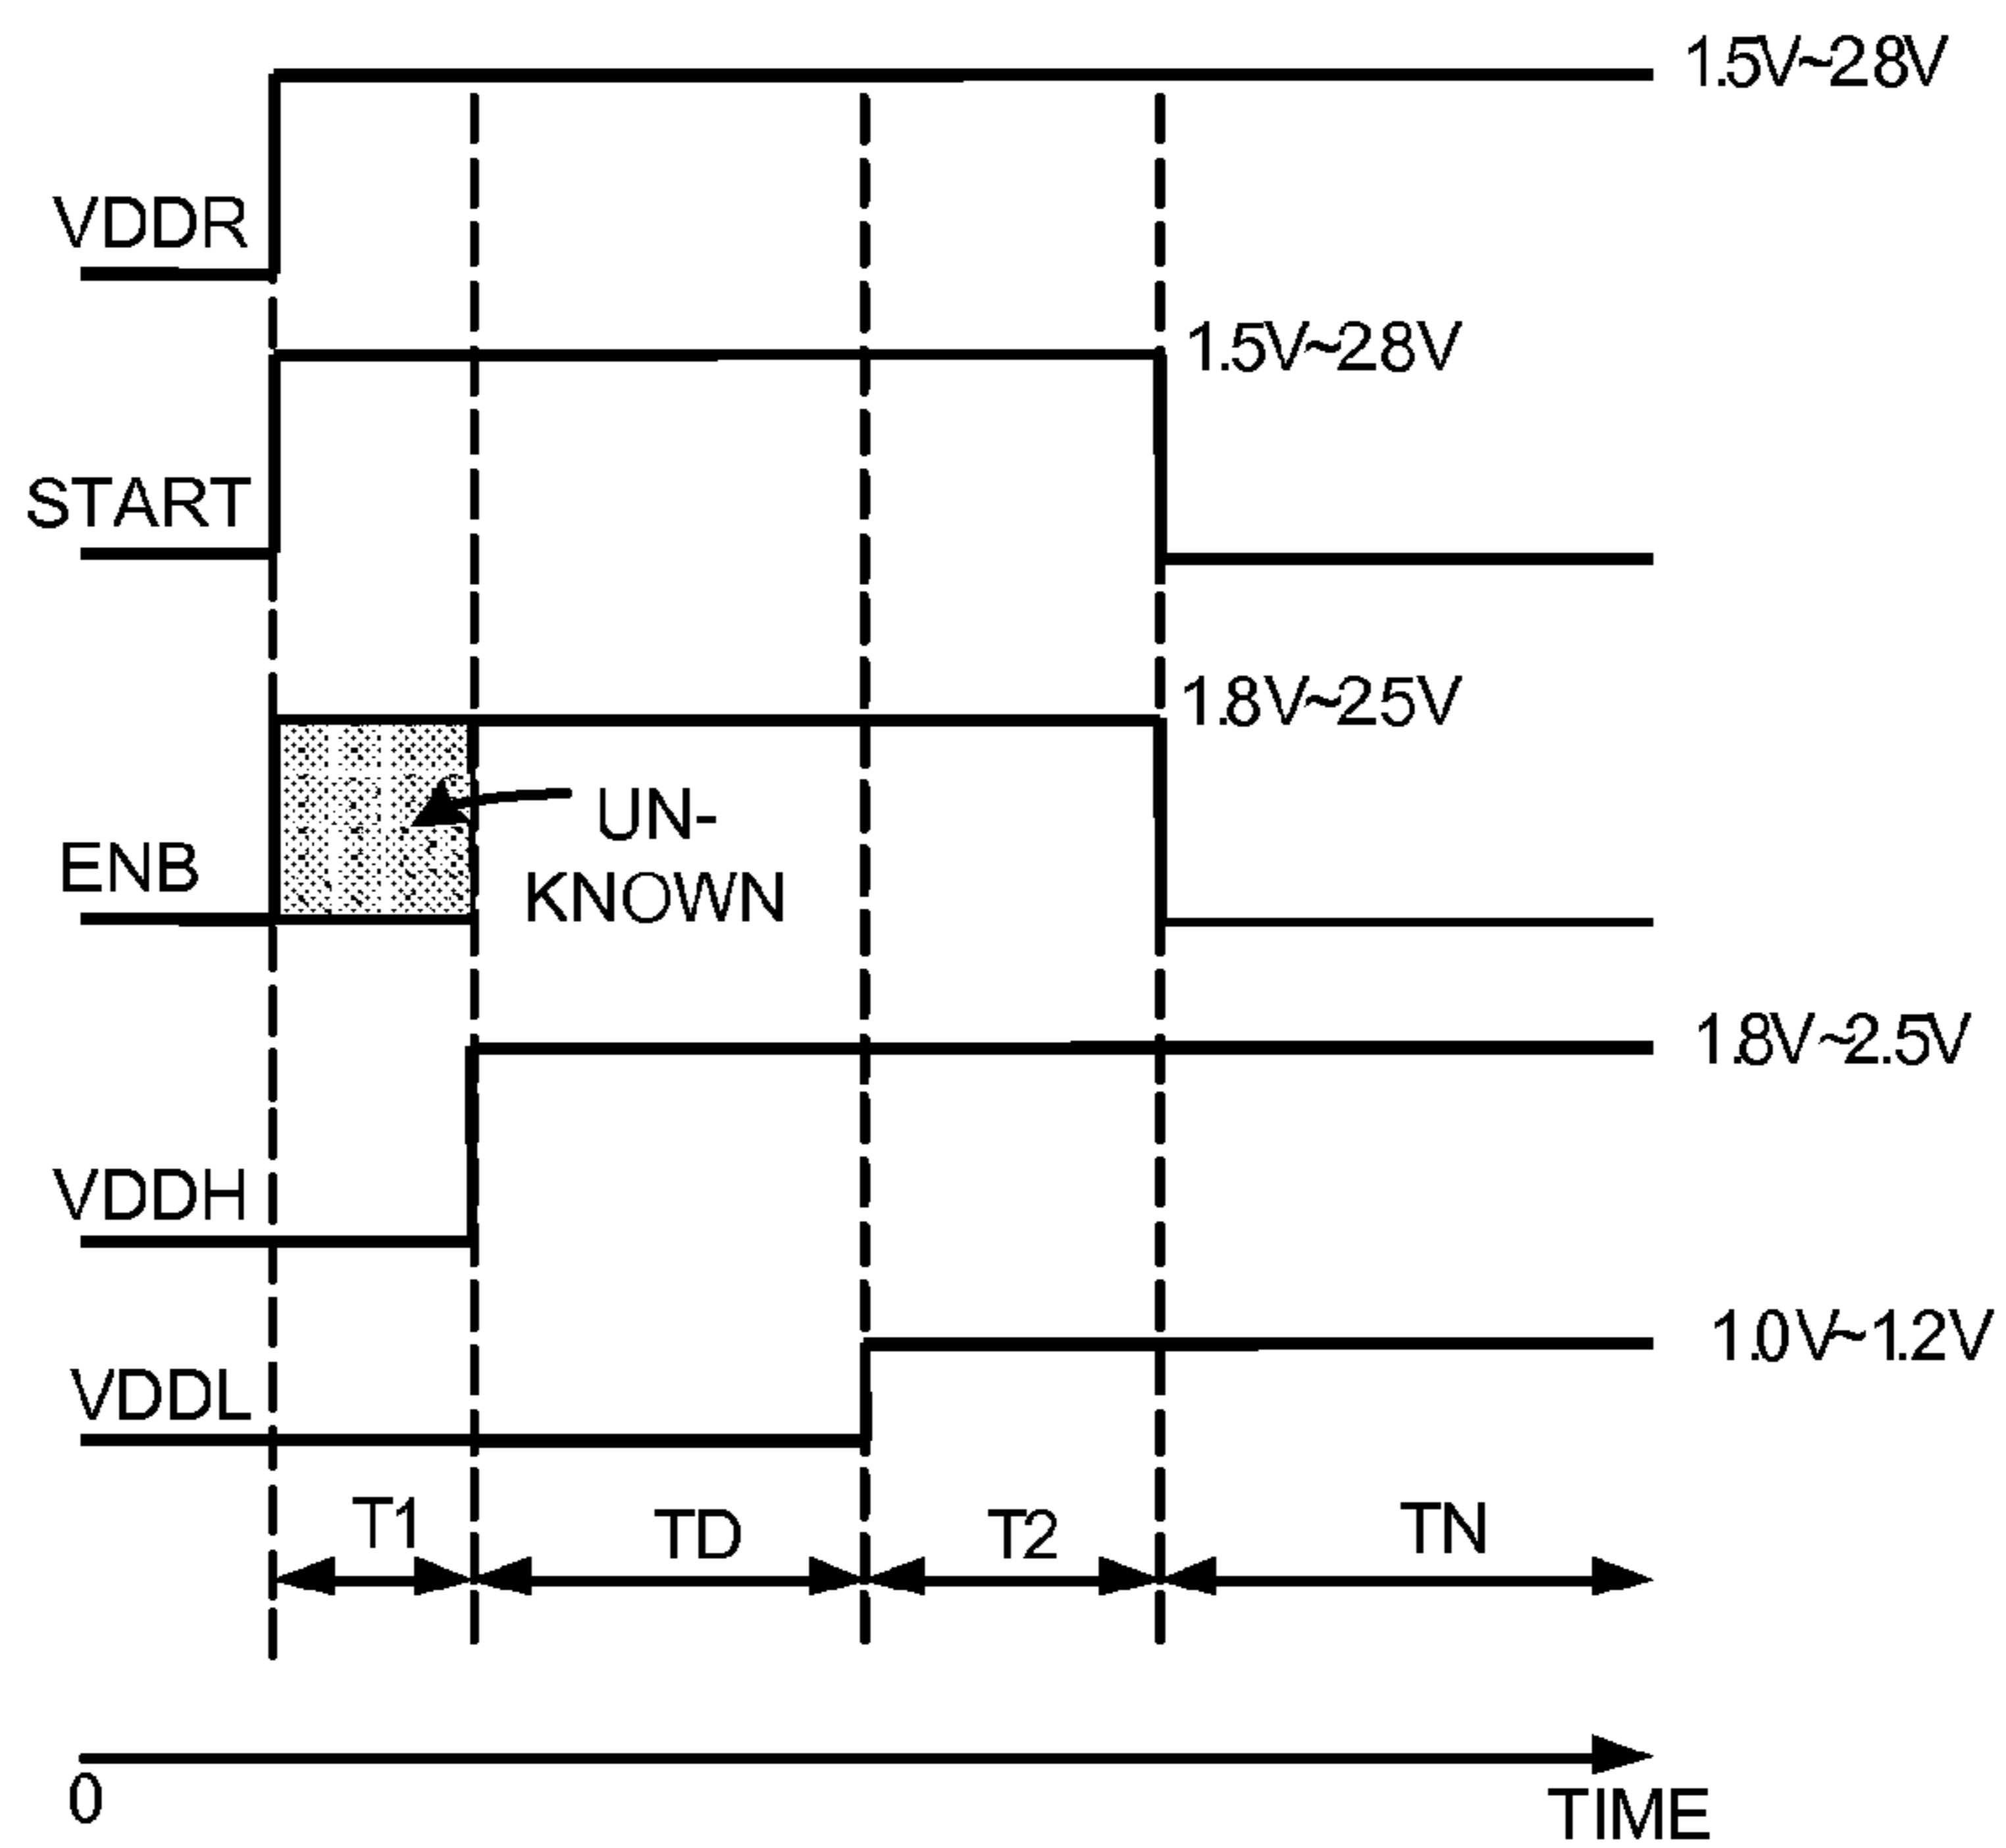 1.5V~28V
VDDR
1.5V~28V
START
1.8V~25V
UN-
ENB
KNOWN
1.8V~2.5V
VDDH
1.0V~1.2V
VDDL
T1
TD
T2
TN
0
TIME